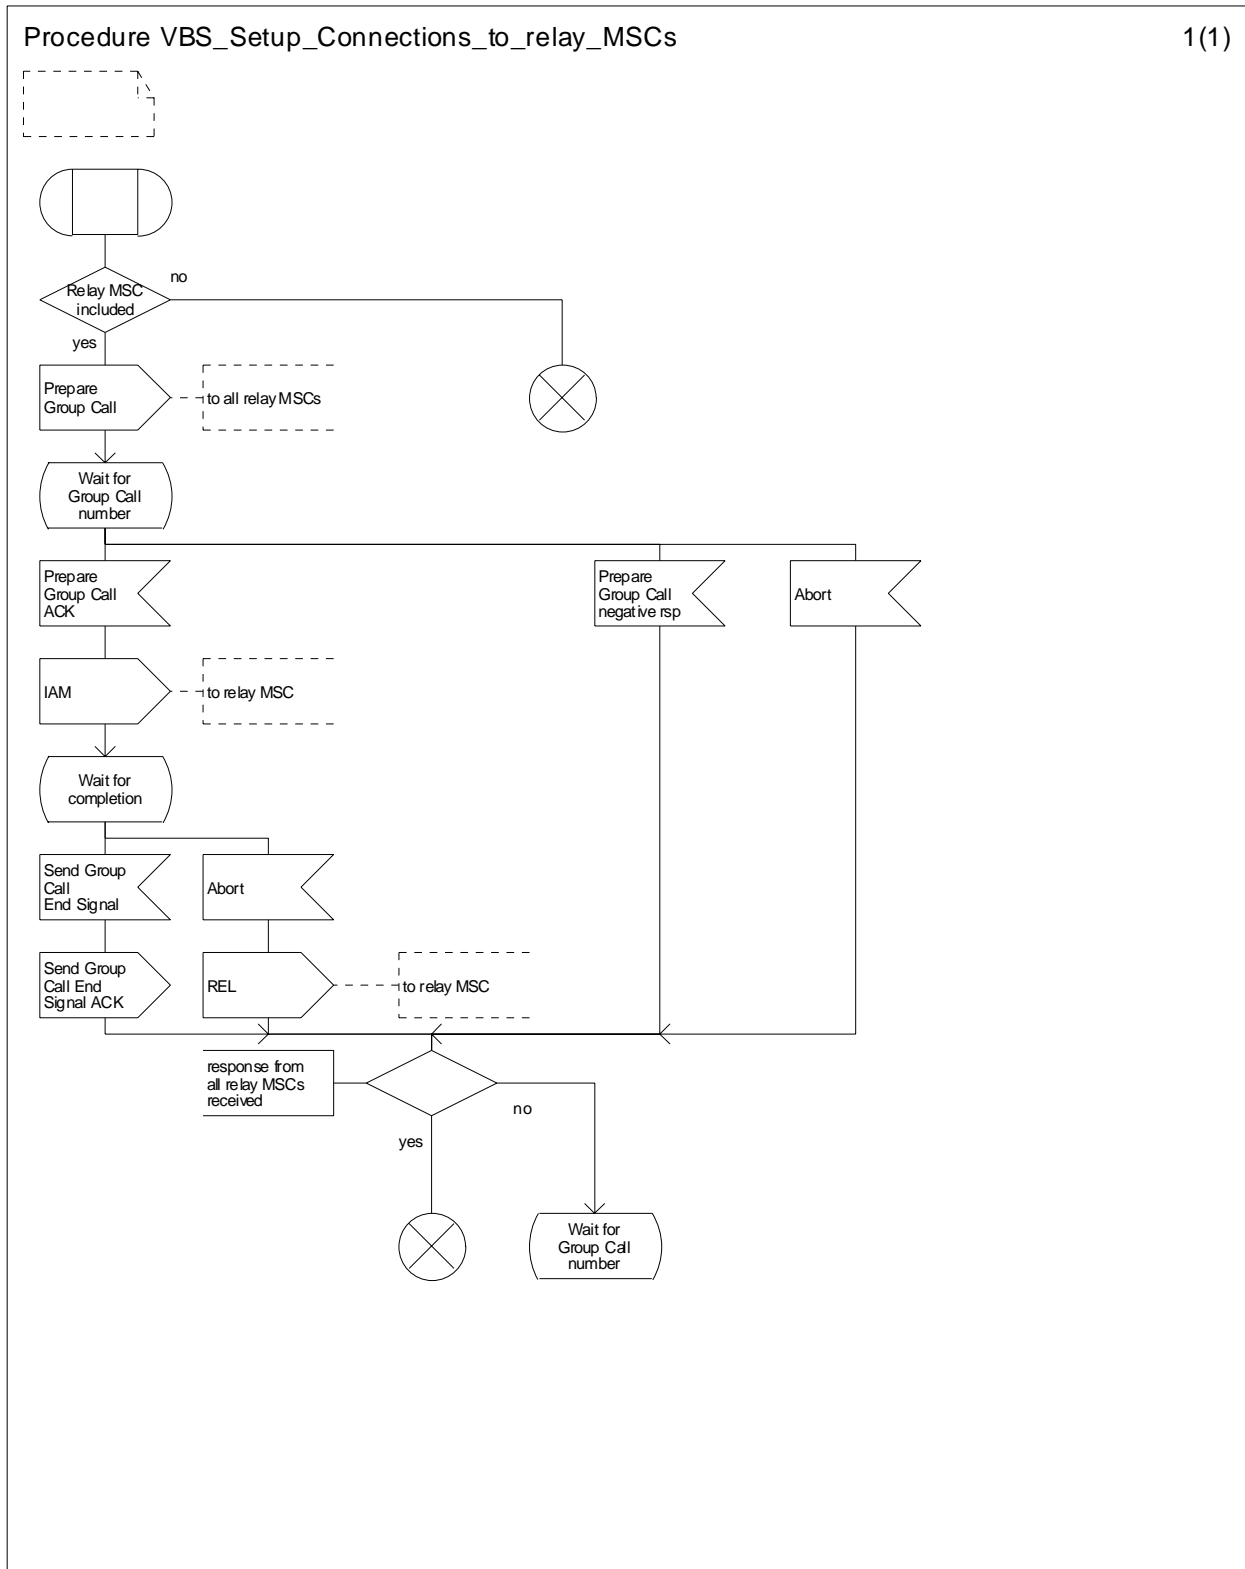 Procedure VBS_Setup_Connections_to_relay_MSCs
1(1)
no
Relay MSC
included
yes
Prepare
Group Call
to all relay MSCs
Wait for
Group Call
number
Prepare
Group Call
ACK
Prepare
Group Call
negative rsp
Abort
IAM
to relay MSC
Wait for
completion
Send Group
Call
End Signal
Abort
Send Group
Call End
Signal ACK
REL
to relay MSC
response from
all relay MSCs
received
no
yes
Wait for
Group Call
number